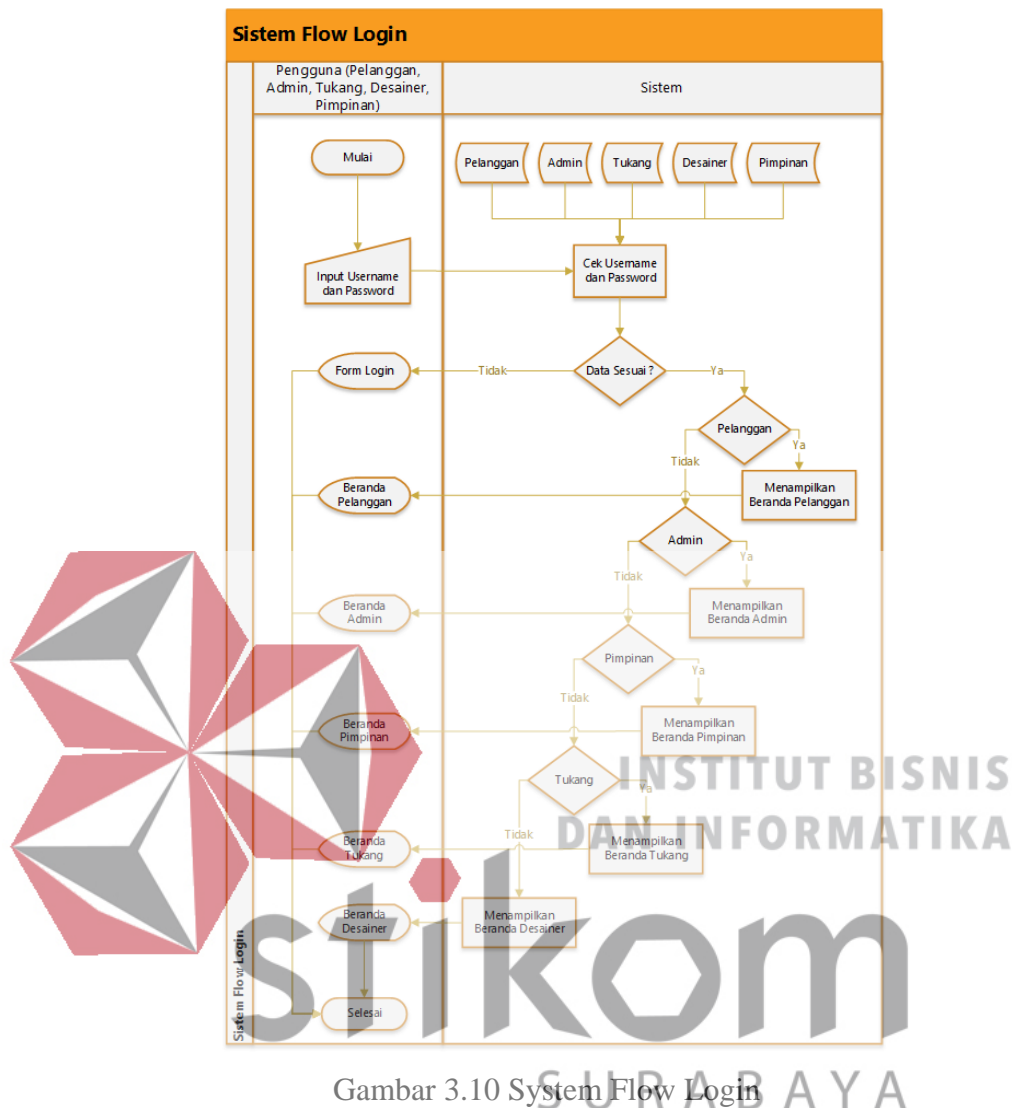 Sistem Flow Login
Pengguna (Pelanggan,
Admin, Tukang, Desainer,
Pimpinan)
Sistem
Mulai
Pelanggan
Admin
Tukang
Desainer
Pimpinan
Input Username
dan Password
Cek Username
dan Password
Form Login
Tidak
Data Sesuai ?
Ya
Pelanggan
Ya
Tidak
Beranda
Pelanggan
Menampilkan
Beranda Pelanggan
Admin
Ya
Tidak
Beranda
Admin
Menampilkan
Beranda Admin
Pimpinan
Ya
Tidak
Beranda
Pimpinan
Menampilkan
Beranda Pimpinan
Tukang
Ya
Tidak
Beranda
Tukang
Menampilkan
Beranda Tukang
Beranda
Desainer
Menampilkan
Beranda Desainer
Selesai
Sistem Flow Login
INSTITUT BISNIS
DAN INFORMATIKA
stikom
SURABAYA
Gambar 3.10 System Flow Login